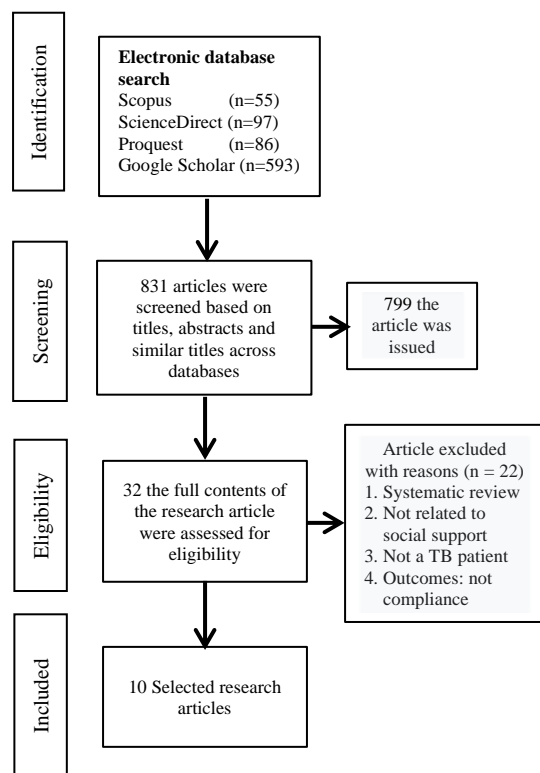 Identification
Electronic database
search
Scopus (n=55)
ScienceDirect (n=97)
Proquest (n=86)
Google Scholar (n=593)
Screening
831 articles were
screened based on
titles, abstracts and
similar titles across
databases
799 the
article was
issued
Eligibility
32 the full contents of
the research article
were assessed for
eligibility
Article excluded
with reasons (n = 22)
1. Systematic review
2. Not related to
social support
3. Not a TB patient
4. Outcomes: not
compliance
Included
10 Selected research
articles